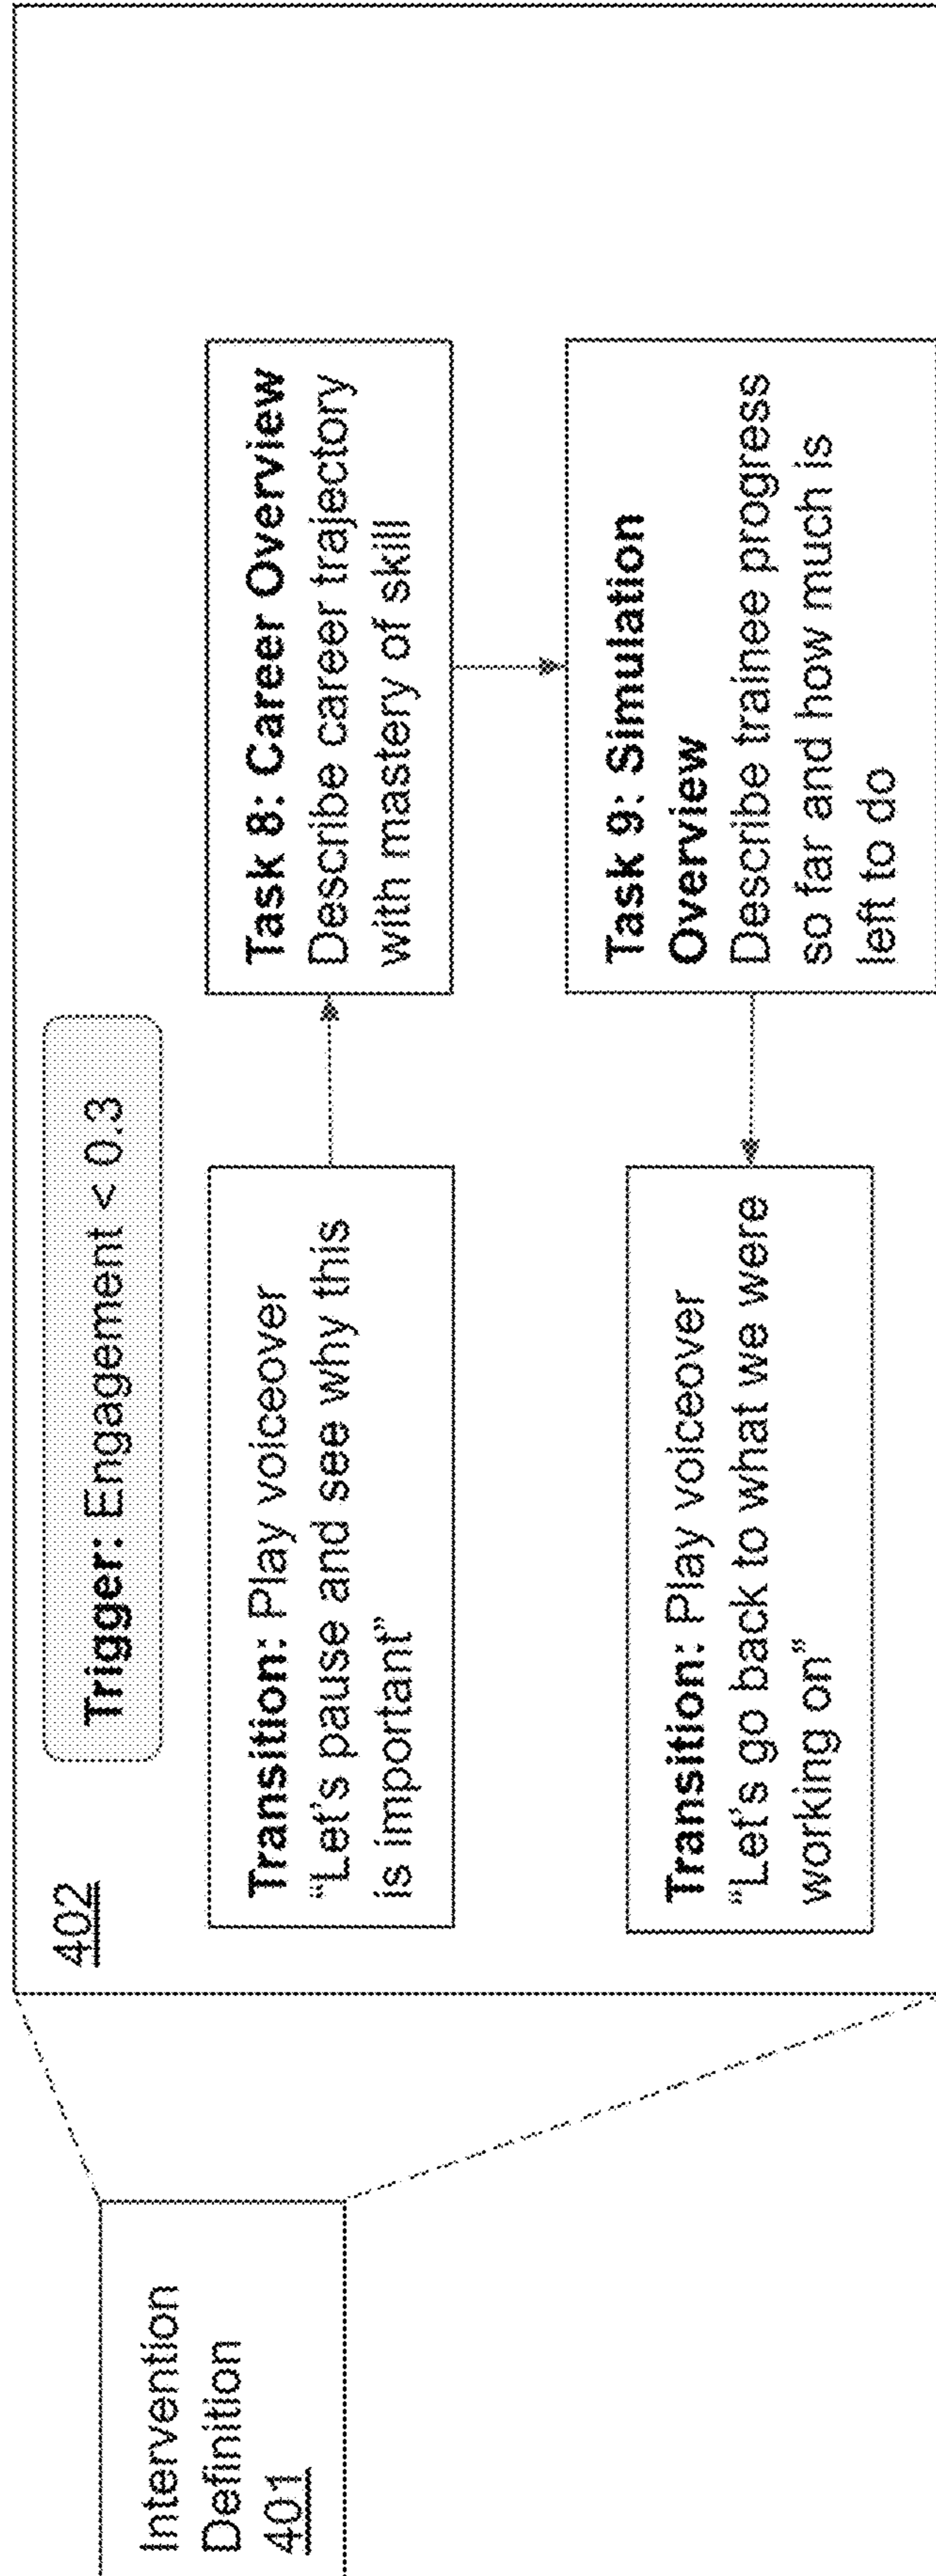 Intervention
Definition
401
402
Trigger: Engagement < 0.3
Transition: Play voiceover
“Let’s pause and see why this
is important”
Task 8: Career Overview
Describe career trajectory
with mastery of skill
Task 9: Simulation
Overview
Describe trainee progress
so far and how much is
left to do
Transition: Play voiceover
“Let’s go back to what we were
working on”